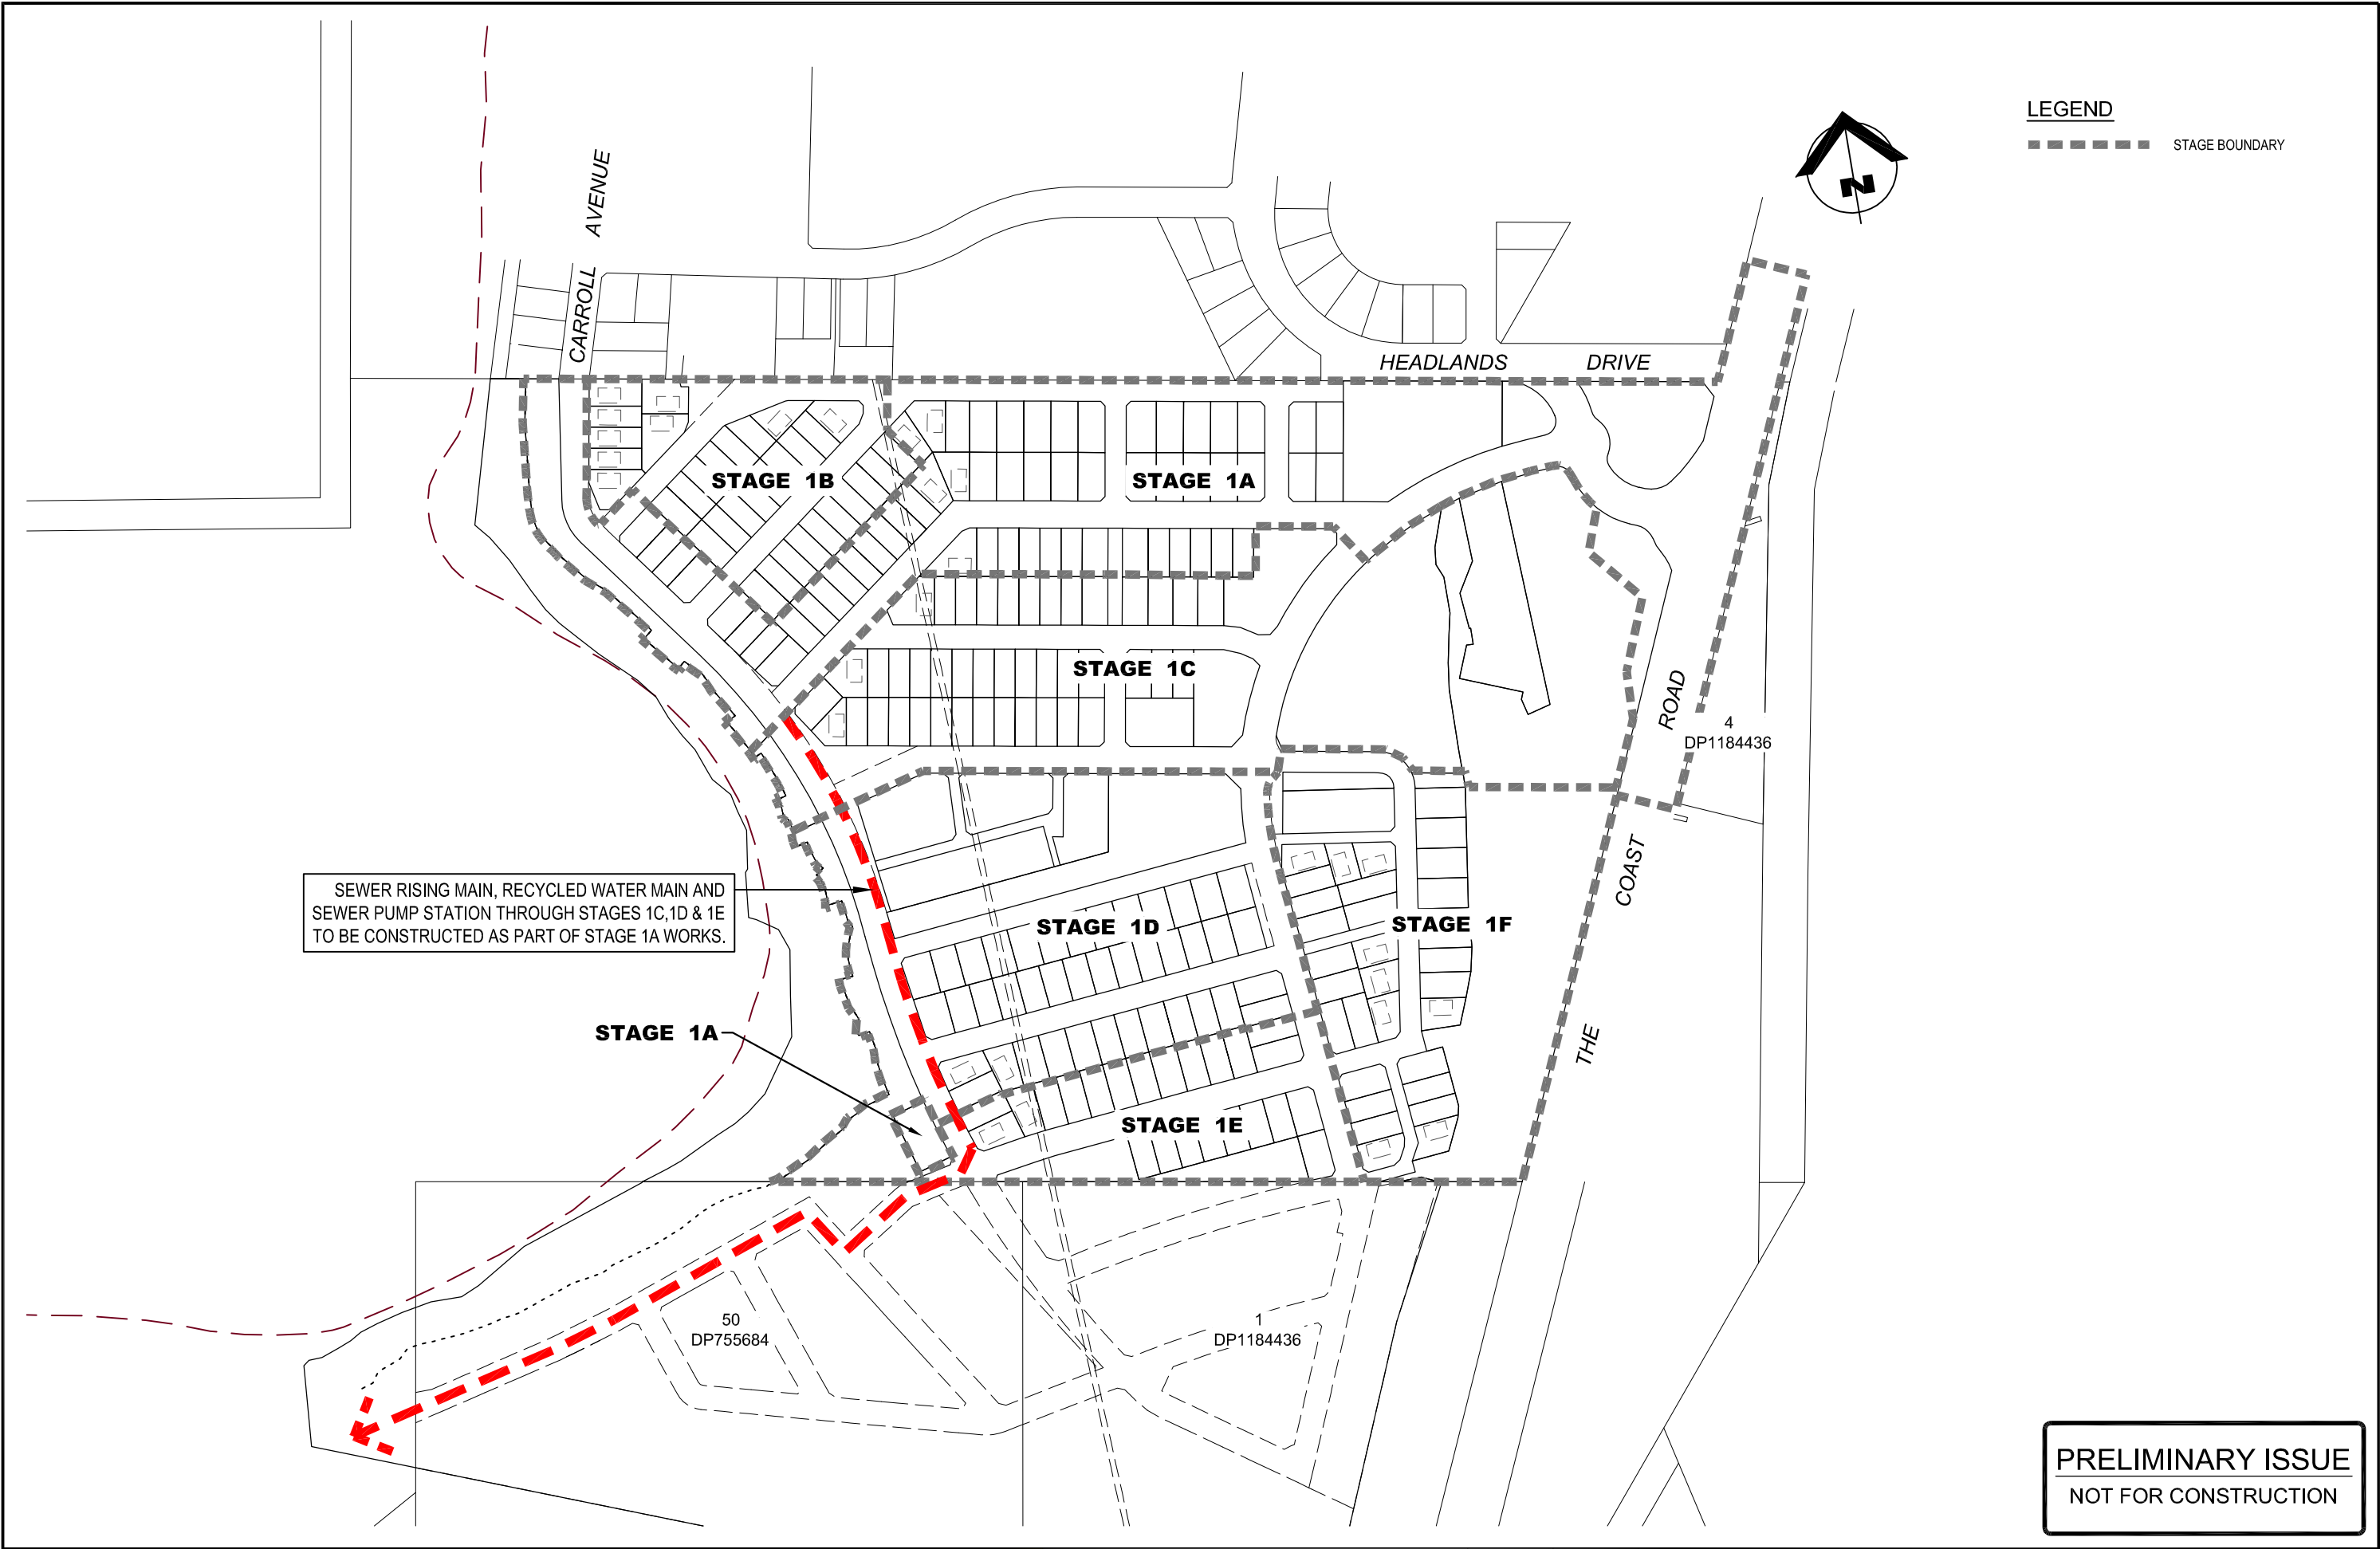 LEGEND
STAGE BOUNDARY
N
CARROLL AVENUE
HEADLANDS DRIVE
STAGE 1B
STAGE 1A
STAGE 1C
4
DP1184436
THE COAST ROAD
SEWER RISING MAIN, RECYCLED WATER MAIN AND
SEWER PUMP STATION THROUGH STAGES 1C,1D & 1E
TO BE CONSTRUCTED AS PART OF STAGE 1A WORKS.
STAGE 1D
STAGE 1F
STAGE 1A
STAGE 1E
50
DP755684
1
DP1184436
PRELIMINARY ISSUE
NOT FOR CONSTRUCTION